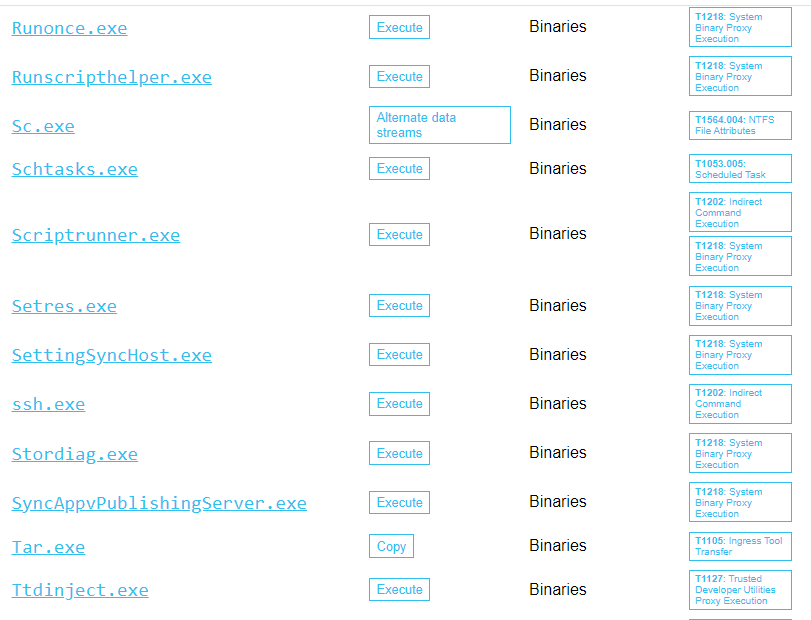 Runonce.exe Execute Binaries T1218: System
Binary Proxy
Execution
Runscripthelper.exe Execute Binaries T1218: System
Binary Proxy
Execution
Sc.exe Alternate data
streams Binaries T1564.004: NTFS
File Attributes
Schtasks.exe Execute Binaries T1053.005:
Scheduled Task
Scriptrunner.exe Execute Binaries T1202: Indirect
Command
Execution
T1218: System
Binary Proxy
Execution
Setres.exe Execute Binaries T1218: System
Binary Proxy
Execution
SettingSyncHost.exe Execute Binaries T1218: System
Binary Proxy
Execution
ssh.exe Execute Binaries T1202: Indirect
Command
Execution
Stordiag.exe Execute Binaries T1218: System
Binary Proxy
Execution
SyncAppvPublishingServer.exe Execute Binaries T1218: System
Binary Proxy
Execution
Tar.exe Copy Binaries T1105: Ingress Tool
Transfer
Ttdinject.exe Execute Binaries T1127: Trusted
Developer Utilities
Proxy Execution